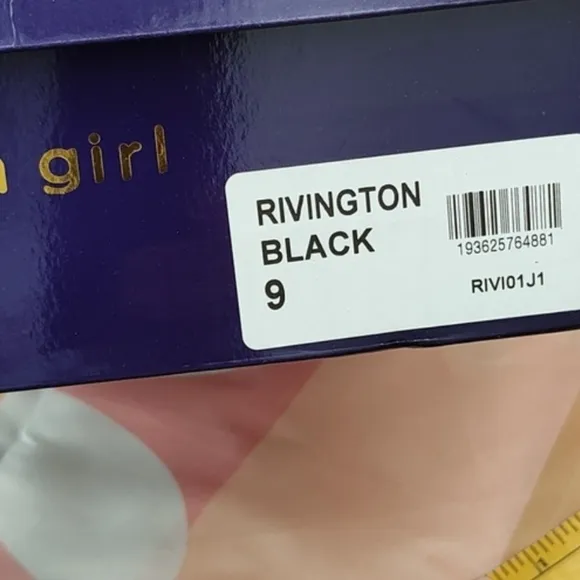 girl
RIVINGTON
BLACK
9
193625764881
RIVI01J1